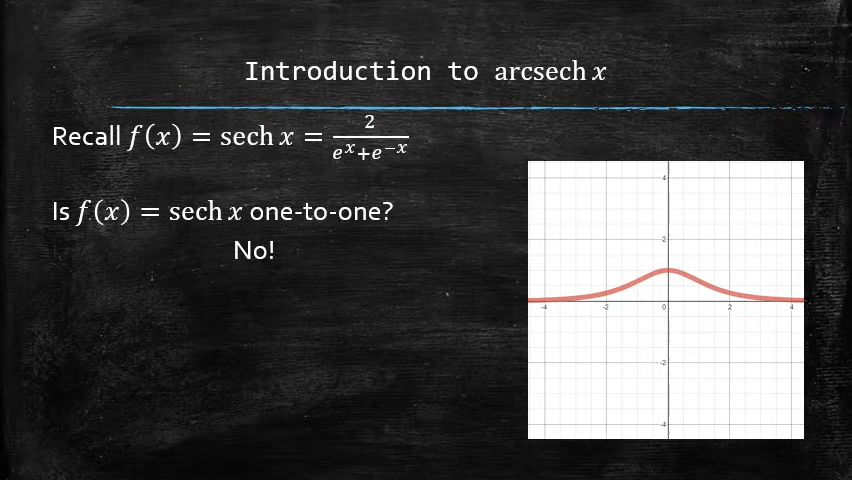 Introduction to arcsech x
Recall f(x) = sech x = 2/(e^x+e^−x)
Is f(x) = sech x one-to-one?
No!
4
2
-4 -2 0 2 4
-2
-4